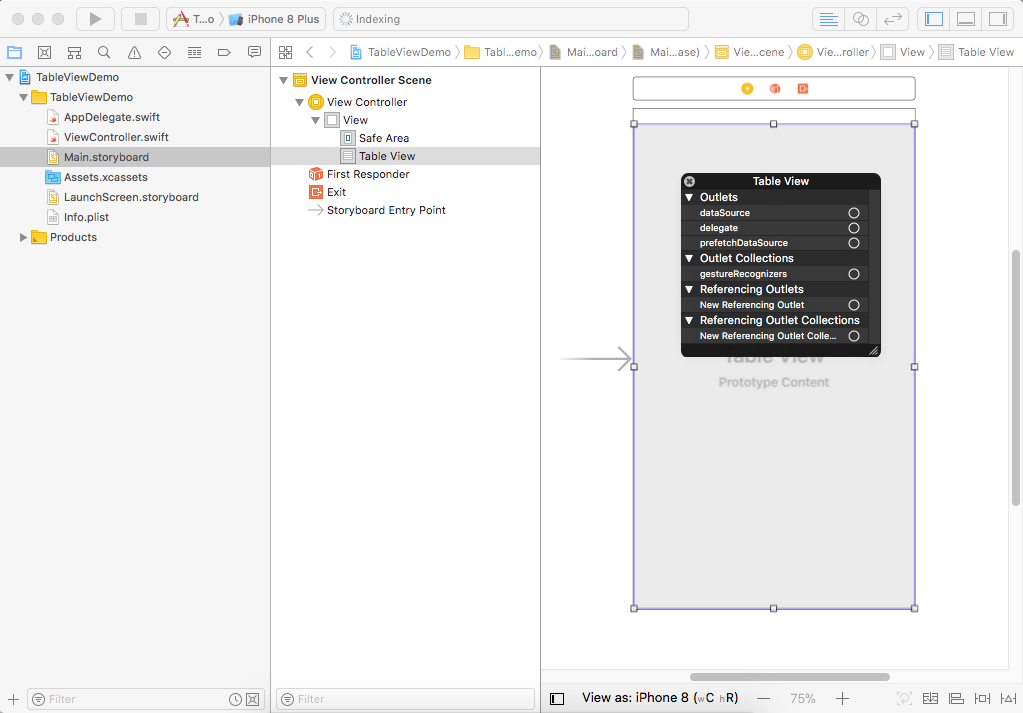 T...o
iPhone 8 Plus
Indexing
TableViewDemo
Tabl...emo
Mai...oard
Mai...ase)
Vie...cene
Vie...roller
View
Table View
TableViewDemo
TableViewDemo
AppDelegate.swift
ViewController.swift
Main.storyboard
Assets.xcassets
LaunchScreen.storyboard
Info.plist
Products
Filter
View Controller Scene
View Controller
View
Safe Area
Table View
First Responder
Exit
Storyboard Entry Point
Filter
Table View
Outlets
dataSource
delegate
prefetchDataSource
Outlet Collections
gestureRecognizers
Referencing Outlets
New Referencing Outlet
Referencing Outlet Collections
New Referencing Outlet Colle...
Table View
Prototype Content
View as: iPhone 8 (wC hR)
75%